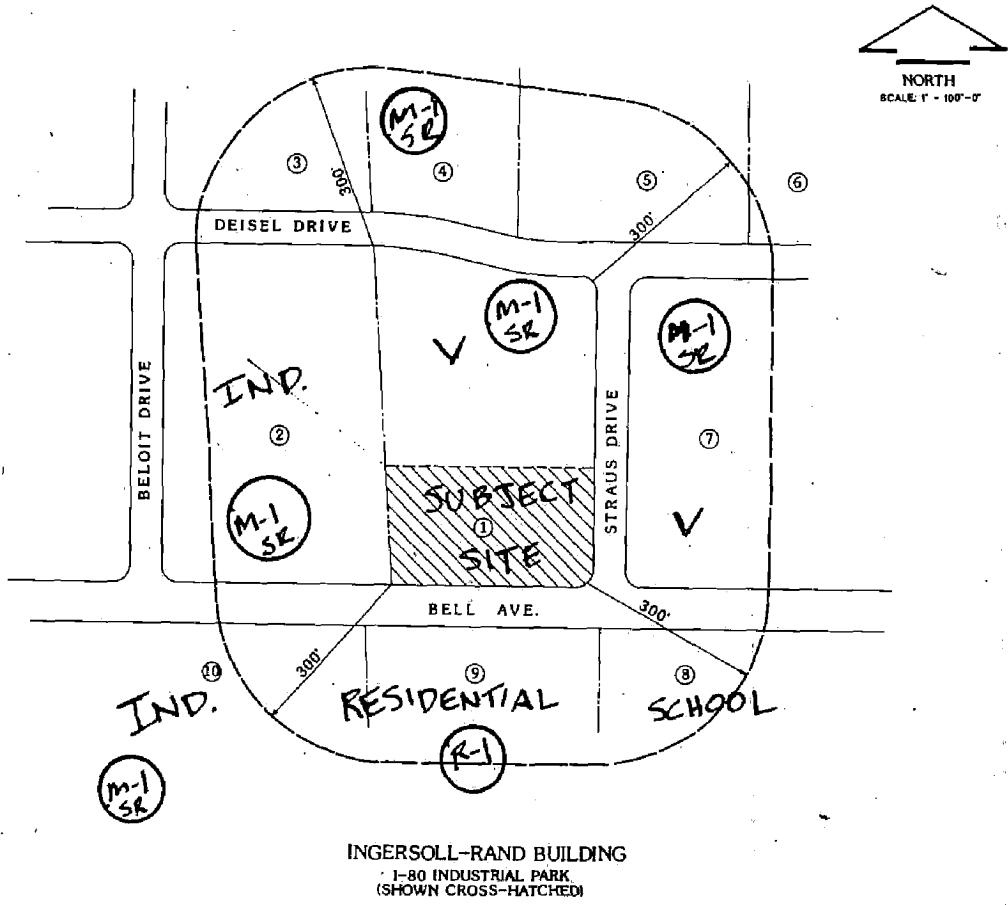 NORTH
SCALE: 1" - 100'-0"
M-1
SR
③
④
⑤
⑥
300'
300'
DEISEL DRIVE
M-1
SR
M-1
SR
V
IND.
BELOIT DRIVE
STRAUS DRIVE
②
⑦
M-1
SR
SUBJECT
①
SITE
V
BELL AVE.
300'
300'
⑩
⑨
⑧
IND.
RESIDENTIAL
SCHOOL
R-1
M-1
SR
INGERSOLL-RAND BUILDING
I-80 INDUSTRIAL PARK
(SHOWN CROSS-HATCHED)